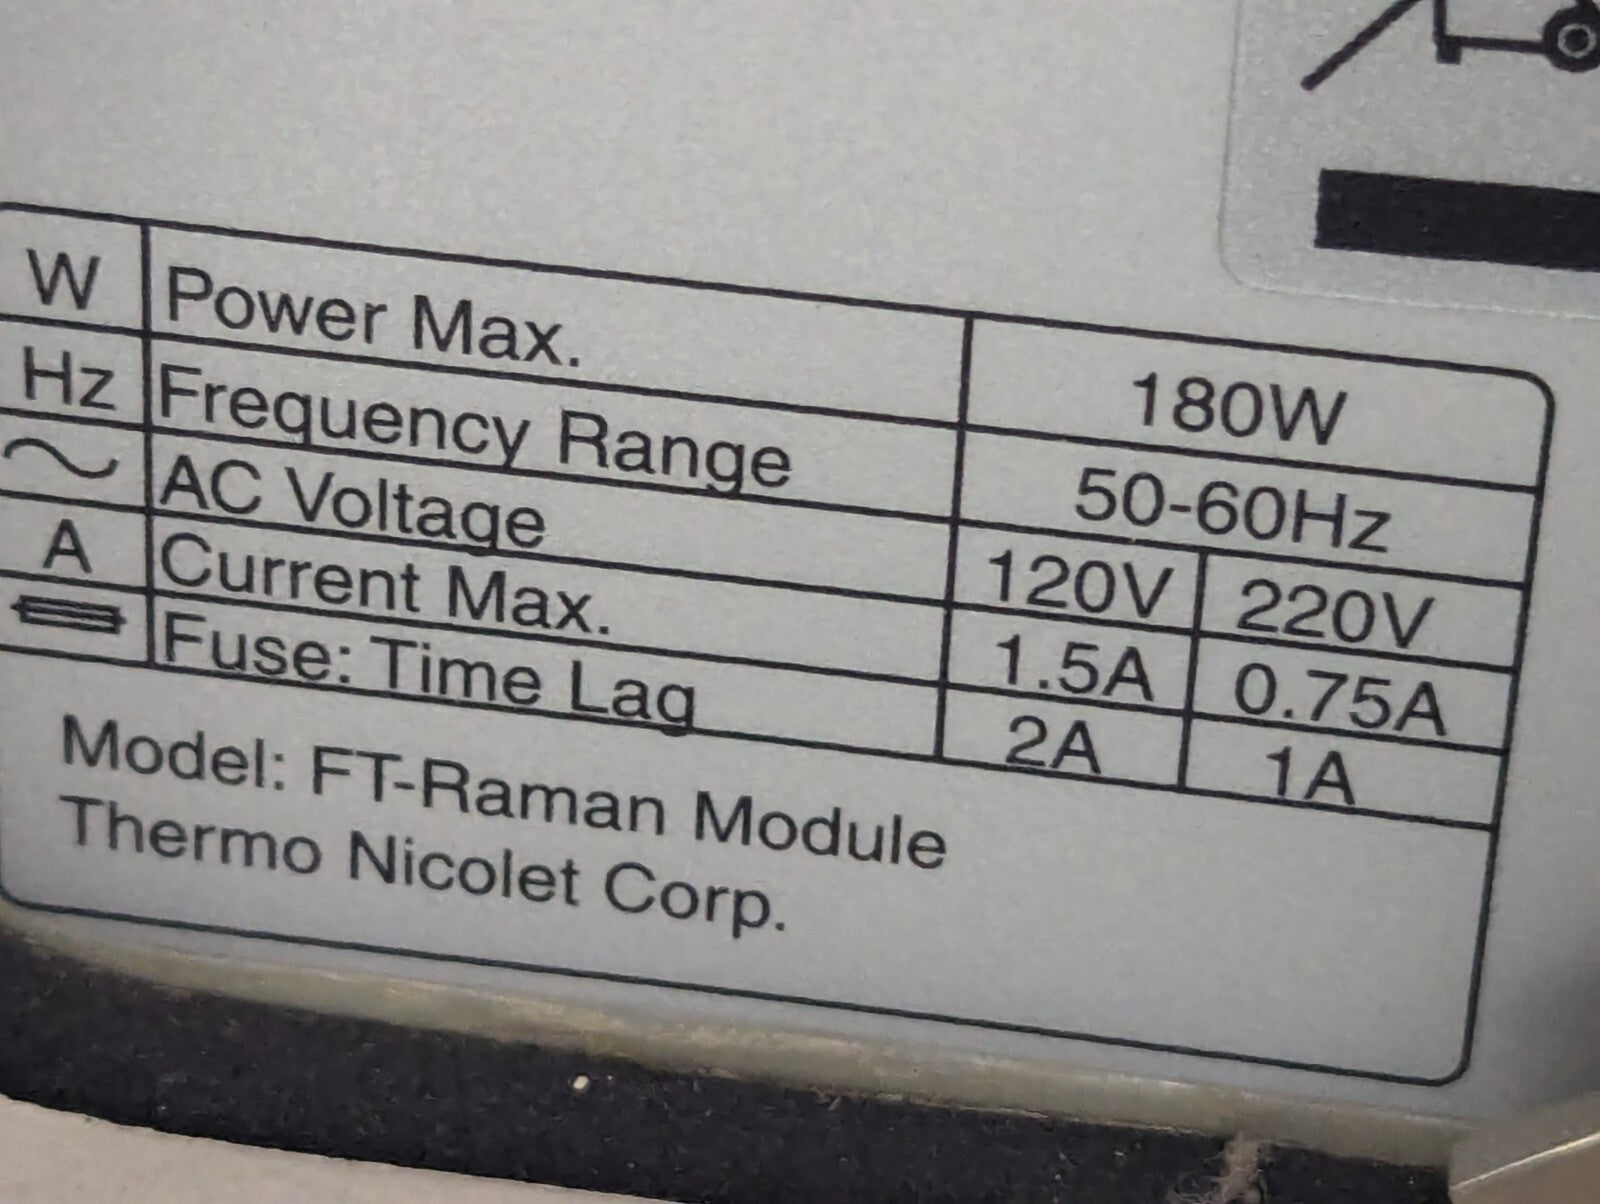 W Power Max. 180W
Hz Frequency Range 50-60Hz
AC Voltage 120V 220V
A Current Max. 1.5A 0.75A
Fuse: Time Lag 2A 1A
Model: FT-Raman Module
Thermo Nicolet Corp.